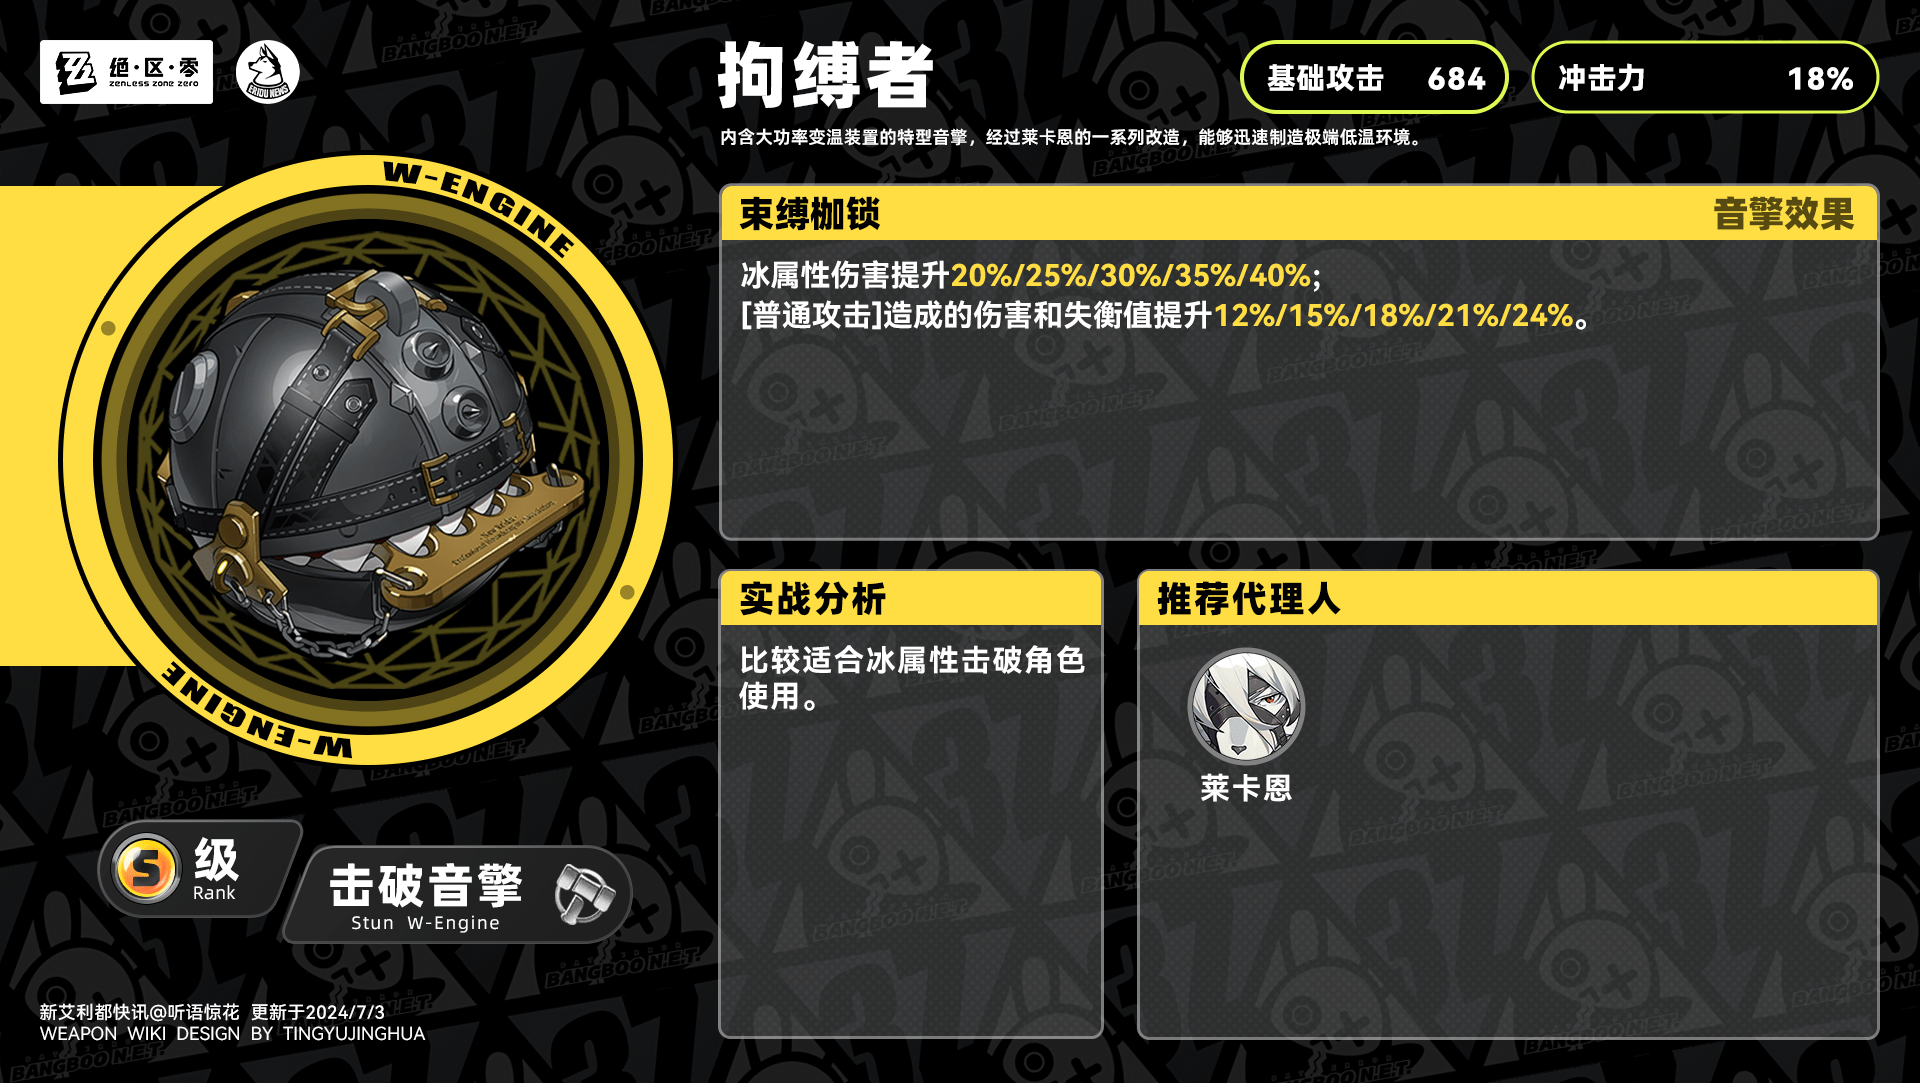 绝·区·零
ZENLESS ZONE ZERO
ERIDU NEWS
拘缚者
基础攻击 684
冲击力 18%
内含大功率变温装置的特型音擎，经过莱卡恩的一系列改造，能够迅速制造极端低温环境。
W-ENGINE
束缚枷锁 音擎效果
冰属性伤害提升20%/25%/30%/35%/40%;
[普通攻击]造成的伤害和失衡值提升12%/15%/18%/21%/24%。
W-ENGINE
实战分析
比较适合冰属性击破角色
使用。
推荐代理人
莱卡恩
S 级
Rank
击破音擎
Stun W-Engine
新艾利都快讯@听语惊花 更新于2024/7/3
WEAPON WIKI DESIGN BY TINGYUJINGHUA
BANGBOO N.E.T.